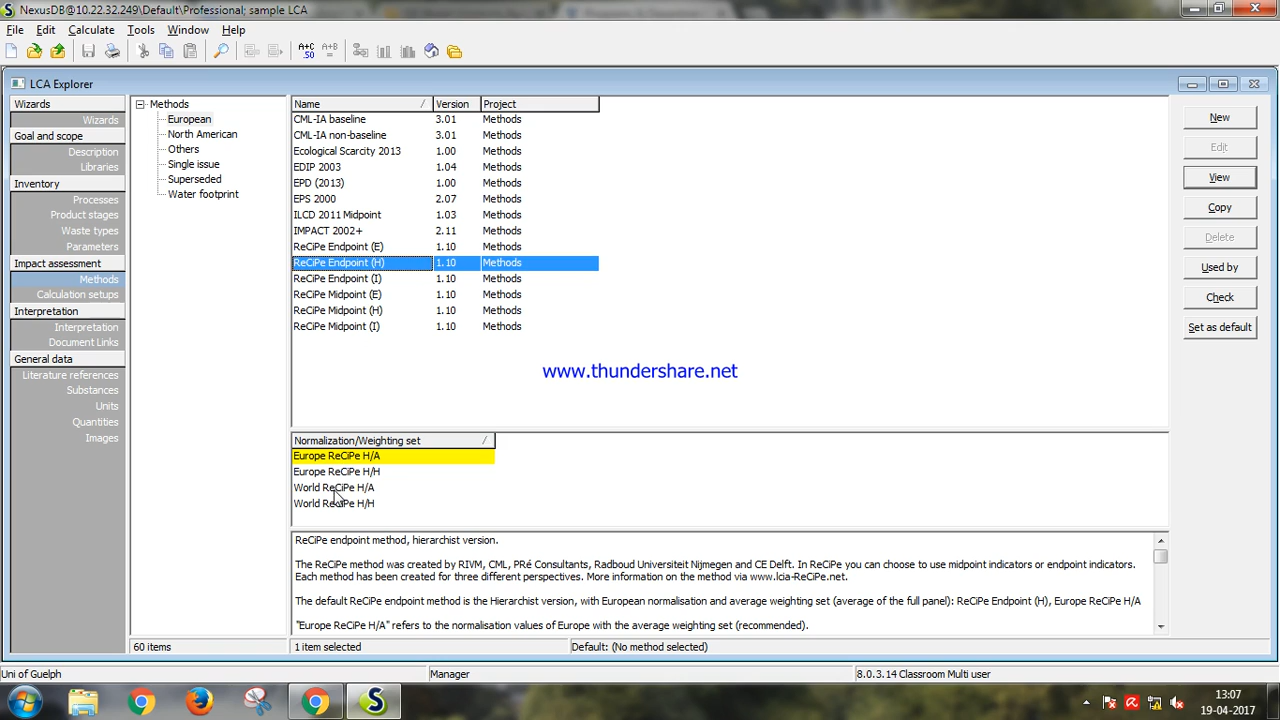 NexusDB@10.22.32.249\Default\Professional; sample LCA
File Edit Calculate Tools Window Help
A+C .50 A+B
LCA Explorer
Wizards
Wizards
Goal and scope
Description
Libraries
Inventory
Processes
Product stages
Waste types
Parameters
Impact assessment
Methods
Calculation setups
Interpretation
Interpretation
Document Links
General data
Literature references
Substances
Units
Quantities
Images
Methods
European
North American
Others
Single issue
Superseded
Water footprint
Name / Version Project
CML-IA baseline 3.01 Methods
CML-IA non-baseline 3.01 Methods
Ecological Scarcity 2013 1.00 Methods
EDIP 2003 1.04 Methods
EPD (2013) 1.00 Methods
EPS 2000 2.07 Methods
ILCD 2011 Midpoint 1.03 Methods
IMPACT 2002+ 2.11 Methods
ReCiPe Endpoint (E) 1.10 Methods
ReCiPe Endpoint (H) 1.10 Methods
ReCiPe Endpoint (I) 1.10 Methods
ReCiPe Midpoint (E) 1.10 Methods
ReCiPe Midpoint (H) 1.10 Methods
ReCiPe Midpoint (I) 1.10 Methods
www.thundershare.net
Normalization/Weighting set /
Europe ReCiPe H/A
Europe ReCiPe H/H
World ReCiPe H/A
World ReCiPe H/H
ReCiPe endpoint method, hierarchist version.
The ReCiPe method was created by RIVM, CML, PRé Consultants, Radboud Universiteit Nijmegen and CE Delft. In ReCiPe you can choose to use midpoint indicators or endpoint indicators.
Each method has been created for three different perspectives. More information on the method via www.lcia-ReCiPe.net.
The default ReCiPe endpoint method is the Hierarchist version, with European normalisation and average weighting set (average of the full panel): ReCiPe Endpoint (H), Europe ReCiPe H/A
"Europe ReCiPe H/A" refers to the normalisation values of Europe with the average weighting set (recommended).
New
Edit
View
Copy
Delete
Used by
Check
Set as default
60 items 1 item selected Default: (No method selected)
Uni of Guelph Manager 8.0.3.14 Classroom Multi user
13:07
19-04-2017